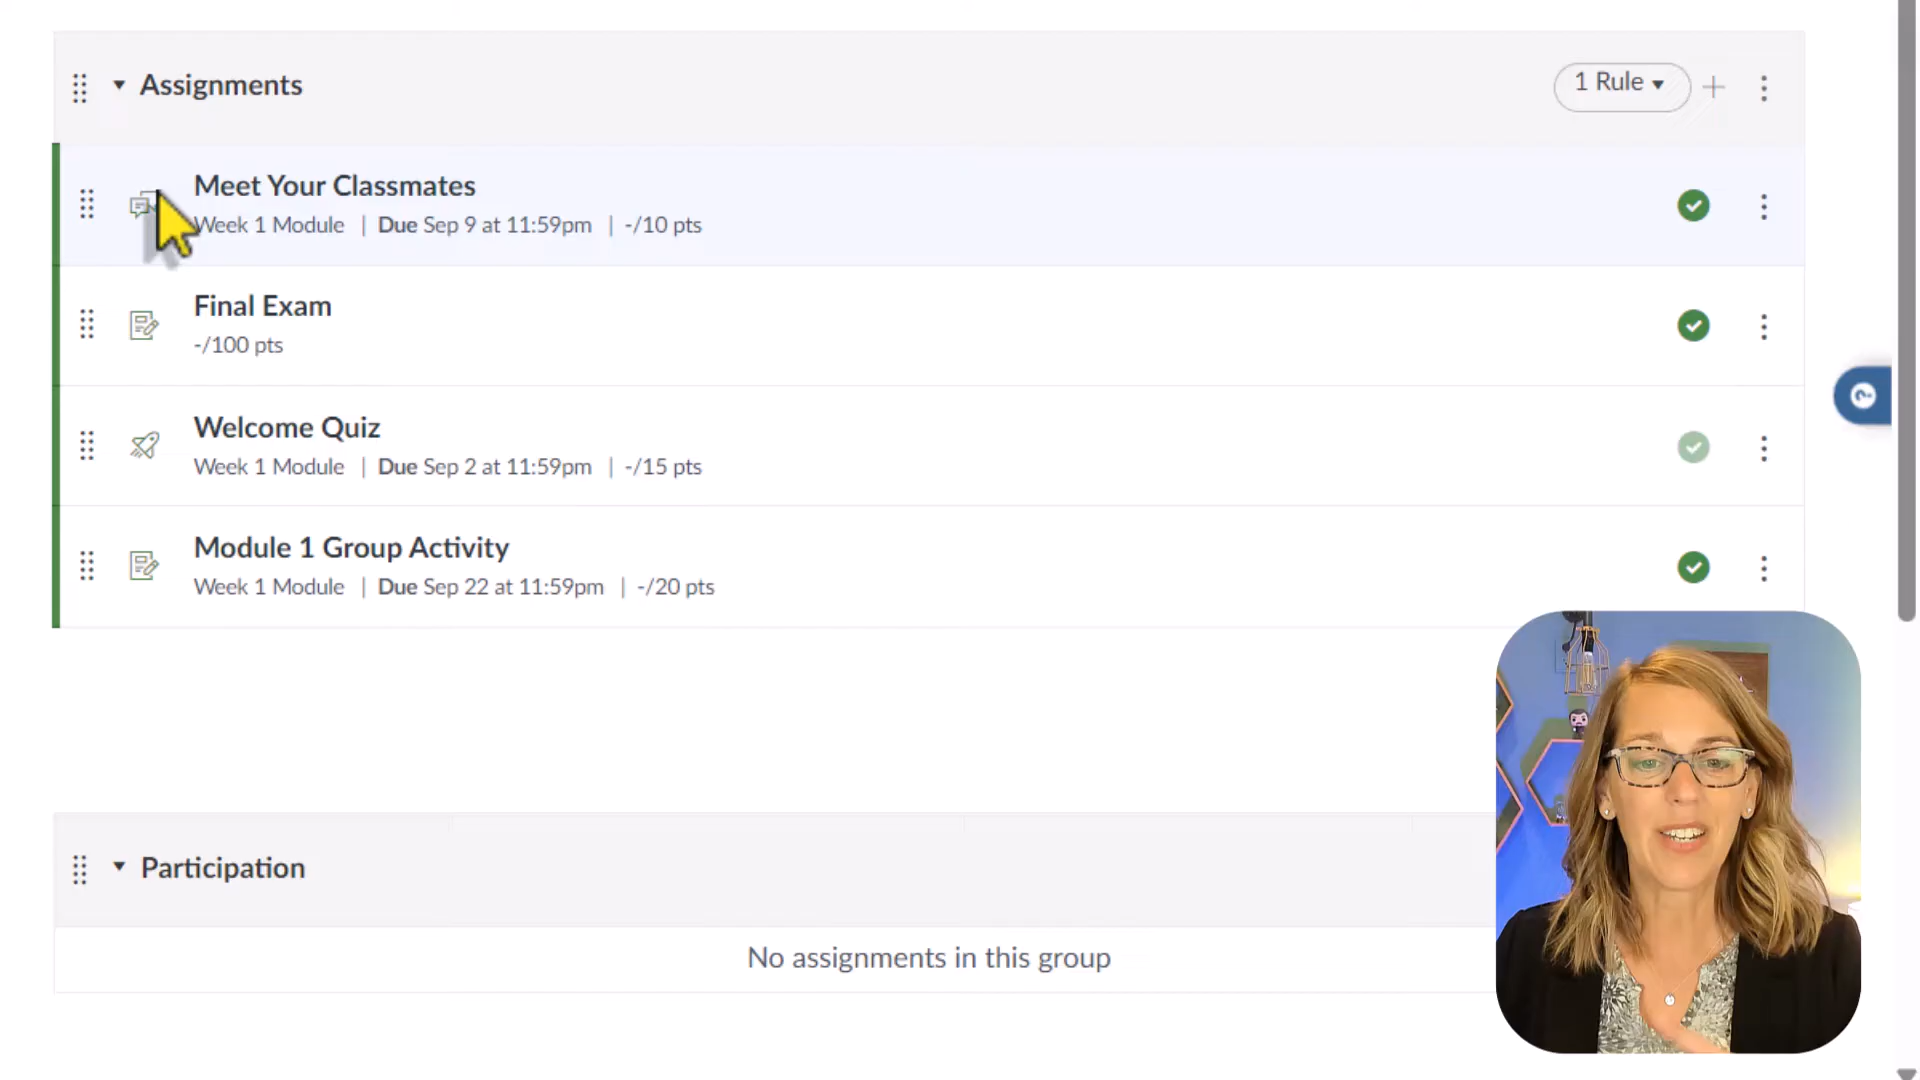 Assignments
1 Rule
Meet Your Classmates
Week 1 Module | Due Sep 9 at 11:59pm | -/10 pts
Final Exam
-/100 pts
Welcome Quiz
Week 1 Module | Due Sep 2 at 11:59pm | -/15 pts
Module 1 Group Activity
Week 1 Module | Due Sep 22 at 11:59pm | -/20 pts
Participation
No assignments in this group